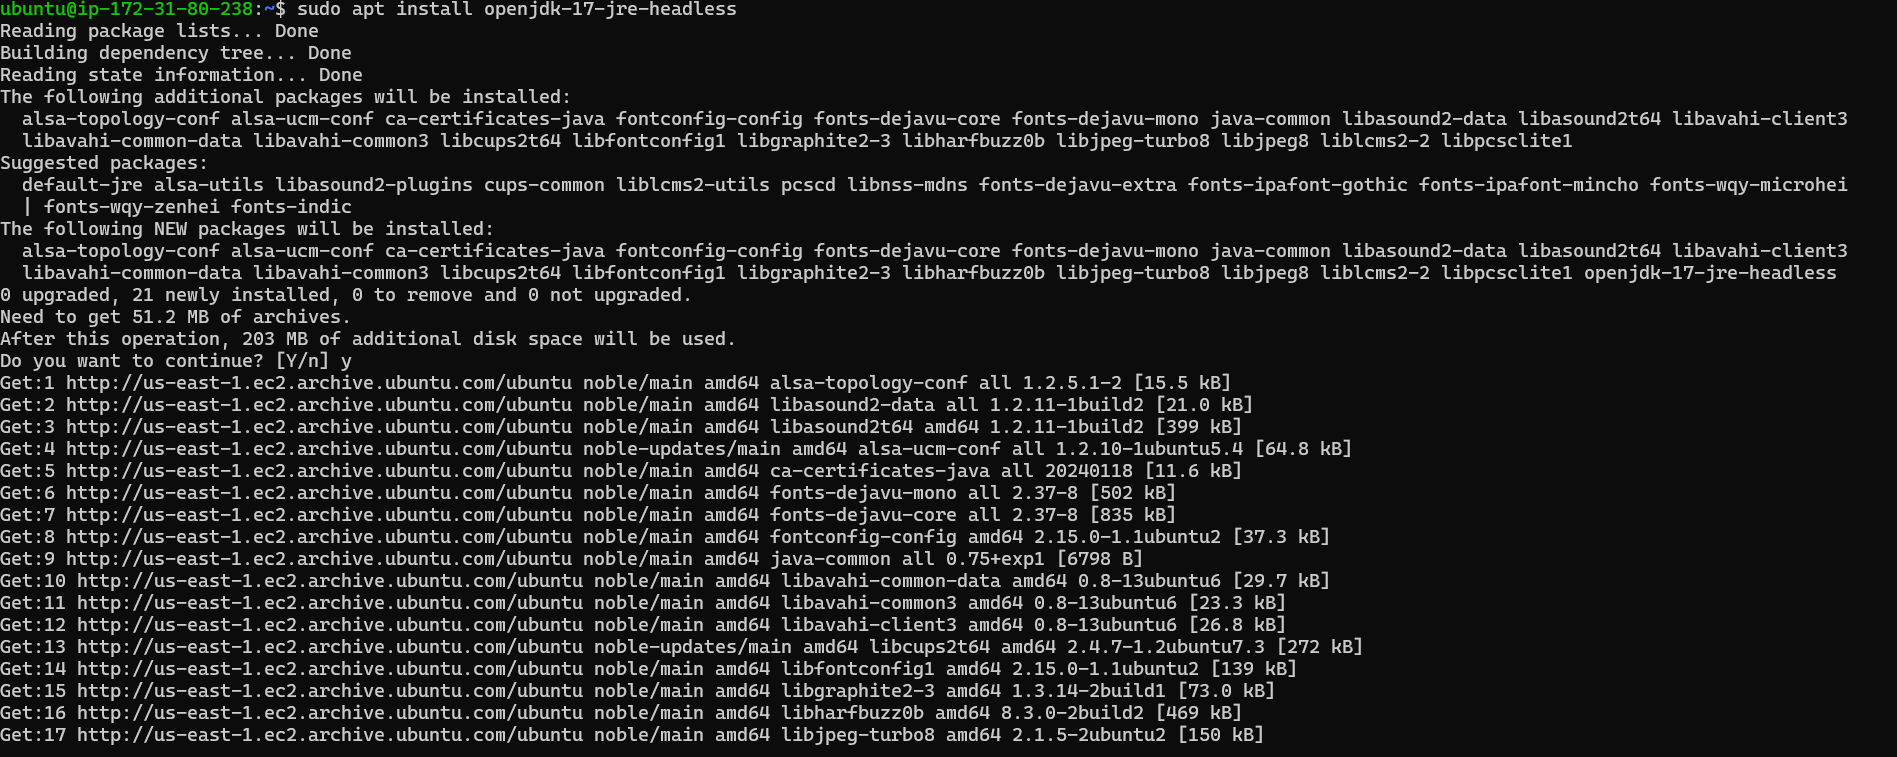 ubuntu@ip-172-31-80-238:~$ sudo apt install openjdk-17-jre-headless
Reading package lists... Done
Building dependency tree... Done
Reading state information... Done
The following additional packages will be installed:
  alsa-topology-conf alsa-ucm-conf ca-certificates-java fontconfig-config fonts-dejavu-core fonts-dejavu-mono java-common libasound2-data libasound2t64 libavahi-client3
  libavahi-common-data libavahi-common3 libcups2t64 libfontconfig1 libgraphite2-3 libharfbuzz0b libjpeg-turbo8 libjpeg8 liblcms2-2 libpcsclite1
Suggested packages:
  default-jre alsa-utils libasound2-plugins cups-common liblcms2-utils pcscd libnss-mdns fonts-dejavu-extra fonts-ipafont-gothic fonts-ipafont-mincho fonts-wqy-microhei
  | fonts-wqy-zenhei fonts-indic
The following NEW packages will be installed:
  alsa-topology-conf alsa-ucm-conf ca-certificates-java fontconfig-config fonts-dejavu-core fonts-dejavu-mono java-common libasound2-data libasound2t64 libavahi-client3
  libavahi-common-data libavahi-common3 libcups2t64 libfontconfig1 libgraphite2-3 libharfbuzz0b libjpeg-turbo8 libjpeg8 liblcms2-2 libpcsclite1 openjdk-17-jre-headless
0 upgraded, 21 newly installed, 0 to remove and 0 not upgraded.
Need to get 51.2 MB of archives.
After this operation, 203 MB of additional disk space will be used.
Do you want to continue? [Y/n] y
Get:1 http://us-east-1.ec2.archive.ubuntu.com/ubuntu noble/main amd64 alsa-topology-conf all 1.2.5.1-2 [15.5 kB]
Get:2 http://us-east-1.ec2.archive.ubuntu.com/ubuntu noble/main amd64 libasound2-data all 1.2.11-1build2 [21.0 kB]
Get:3 http://us-east-1.ec2.archive.ubuntu.com/ubuntu noble/main amd64 libasound2t64 amd64 1.2.11-1build2 [399 kB]
Get:4 http://us-east-1.ec2.archive.ubuntu.com/ubuntu noble-updates/main amd64 alsa-ucm-conf all 1.2.10-1ubuntu5.4 [64.8 kB]
Get:5 http://us-east-1.ec2.archive.ubuntu.com/ubuntu noble/main amd64 ca-certificates-java all 20240118 [11.6 kB]
Get:6 http://us-east-1.ec2.archive.ubuntu.com/ubuntu noble/main amd64 fonts-dejavu-mono all 2.37-8 [502 kB]
Get:7 http://us-east-1.ec2.archive.ubuntu.com/ubuntu noble/main amd64 fonts-dejavu-core all 2.37-8 [835 kB]
Get:8 http://us-east-1.ec2.archive.ubuntu.com/ubuntu noble/main amd64 fontconfig-config amd64 2.15.0-1.1ubuntu2 [37.3 kB]
Get:9 http://us-east-1.ec2.archive.ubuntu.com/ubuntu noble/main amd64 java-common all 0.75+exp1 [6798 B]
Get:10 http://us-east-1.ec2.archive.ubuntu.com/ubuntu noble/main amd64 libavahi-common-data amd64 0.8-13ubuntu6 [29.7 kB]
Get:11 http://us-east-1.ec2.archive.ubuntu.com/ubuntu noble/main amd64 libavahi-common3 amd64 0.8-13ubuntu6 [23.3 kB]
Get:12 http://us-east-1.ec2.archive.ubuntu.com/ubuntu noble/main amd64 libavahi-client3 amd64 0.8-13ubuntu6 [26.8 kB]
Get:13 http://us-east-1.ec2.archive.ubuntu.com/ubuntu noble-updates/main amd64 libcups2t64 amd64 2.4.7-1.2ubuntu7.3 [272 kB]
Get:14 http://us-east-1.ec2.archive.ubuntu.com/ubuntu noble/main amd64 libfontconfig1 amd64 2.15.0-1.1ubuntu2 [139 kB]
Get:15 http://us-east-1.ec2.archive.ubuntu.com/ubuntu noble/main amd64 libgraphite2-3 amd64 1.3.14-2build1 [73.0 kB]
Get:16 http://us-east-1.ec2.archive.ubuntu.com/ubuntu noble/main amd64 libharfbuzz0b amd64 8.3.0-2build2 [469 kB]
Get:17 http://us-east-1.ec2.archive.ubuntu.com/ubuntu noble/main amd64 libjpeg-turbo8 amd64 2.1.5-2ubuntu2 [150 kB]